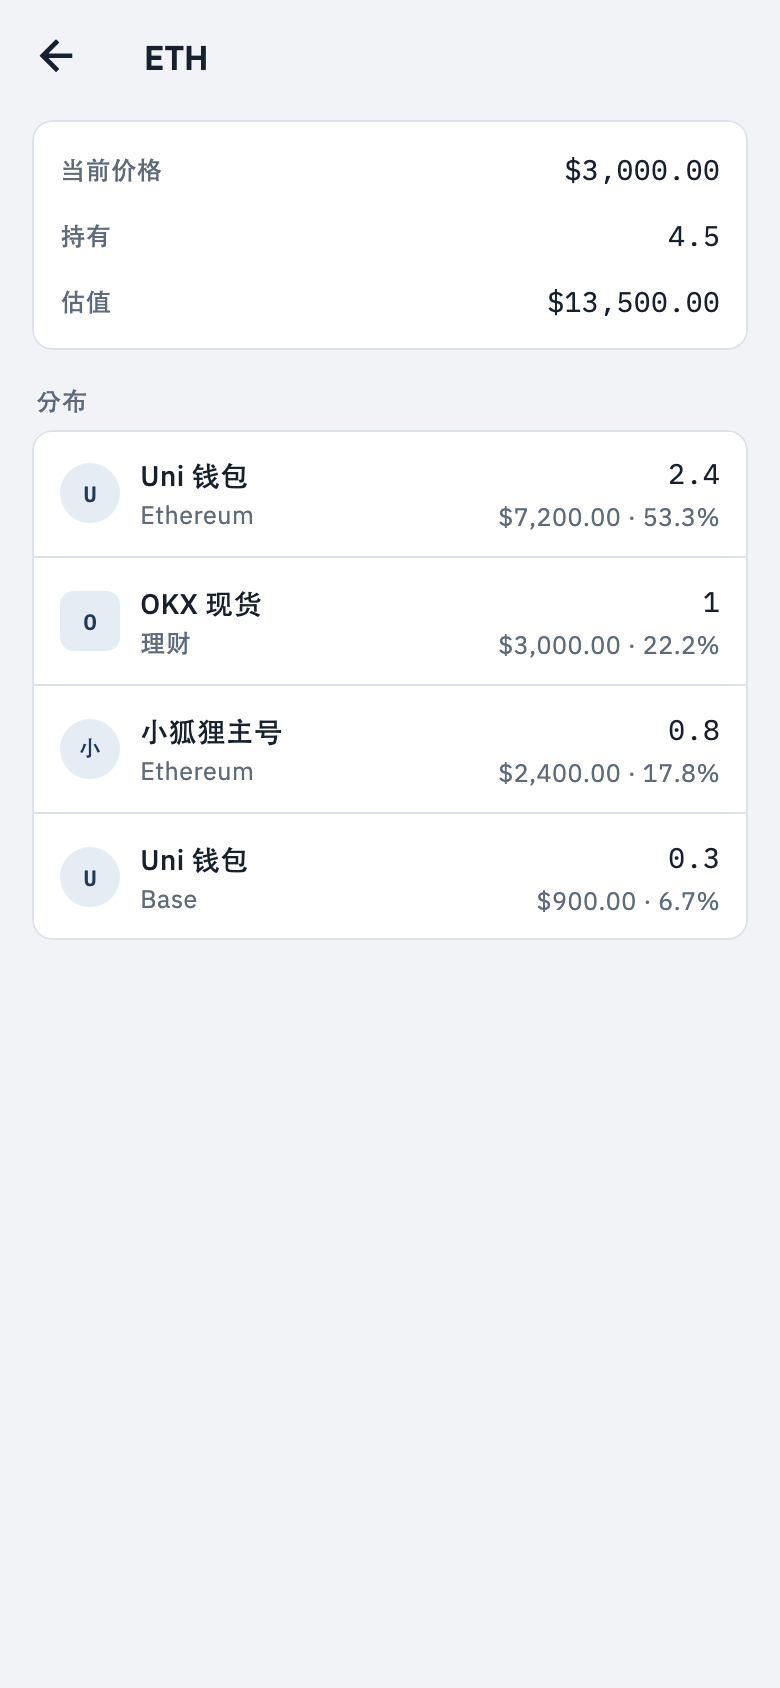 ETH
当前价格 $3,000.00
持有 4.5
估值 $13,500.00
分布
U Uni 钱包 2.4
Ethereum $7,200.00 · 53.3%
O OKX 现货 1
理财 $3,000.00 · 22.2%
小 小狐狸主号 0.8
Ethereum $2,400.00 · 17.8%
U Uni 钱包 0.3
Base $900.00 · 6.7%